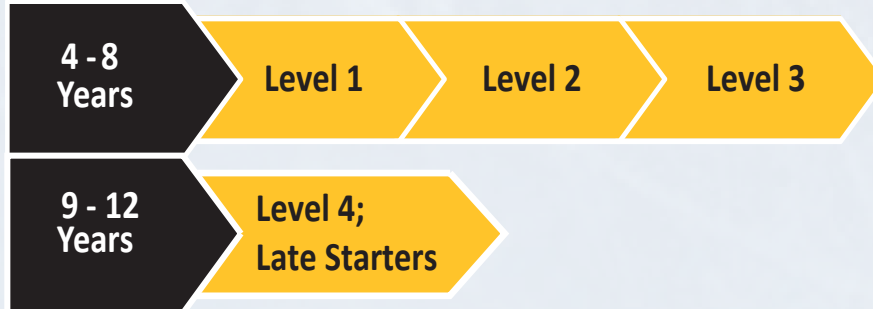 4 - 8
Years
Level 1
Level 2
Level 3
9 - 12
Years
Level 4;
Late Starters